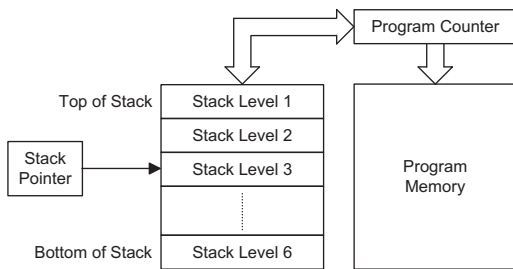 Program Counter
Top of Stack
Stack Level 1
Stack Level 2
Stack
Pointer
Stack Level 3
Program
Memory
Bottom of Stack
Stack Level 6